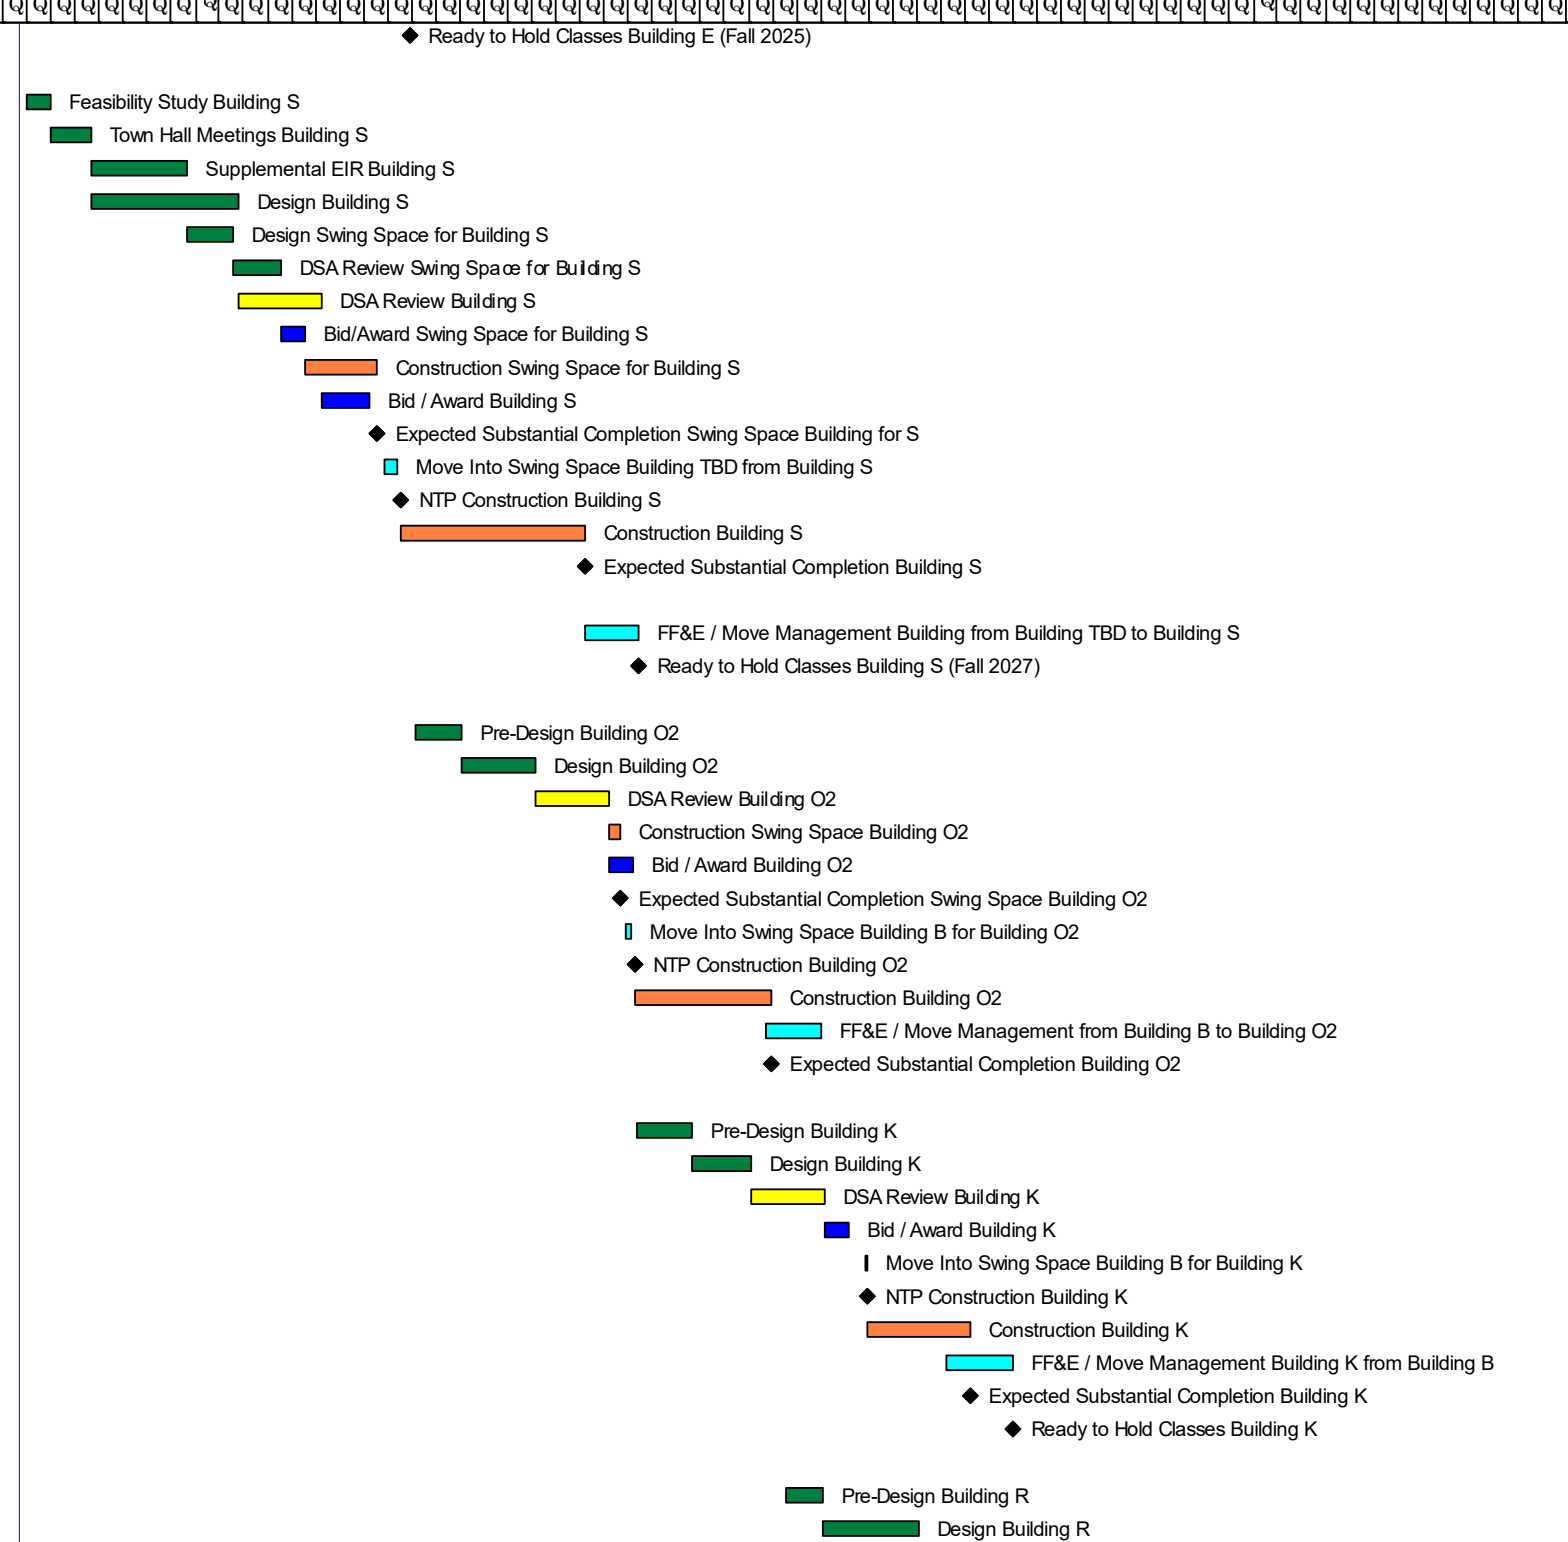 Q Q Q Q Q Q Q Q Q Q Q Q Q Q Q Q Q Q Q Q Q Q Q Q Q Q Q Q Q Q Q Q Q Q Q Q Q Q Q Q Q Q Q Q Q Q Q Q Q Q Q Q Q Q Q Q Q Q Q Q Q Q Q Q Q
Ready to Hold Classes Building E (Fall 2025)
Feasibility Study Building S
Town Hall Meetings Building S
Supplemental EIR Building S
Design Building S
Design Swing Space for Building S
DSA Review Swing Space for Building S
DSA Review Building S
Bid/Award Swing Space for Building S
Construction Swing Space for Building S
Bid / Award Building S
Expected Substantial Completion Swing Space Building for S
Move Into Swing Space Building TBD from Building S
NTP Construction Building S
Construction Building S
Expected Substantial Completion Building S
FF&E / Move Management Building from Building TBD to Building S
Ready to Hold Classes Building S (Fall 2027)
Pre-Design Building O2
Design Building O2
DSA Review Building O2
Construction Swing Space Building O2
Bid / Award Building O2
Expected Substantial Completion Swing Space Building O2
Move Into Swing Space Building B for Building O2
NTP Construction Building O2
Construction Building O2
FF&E / Move Management from Building B to Building O2
Expected Substantial Completion Building O2
Pre-Design Building K
Design Building K
DSA Review Building K
Bid / Award Building K
Move Into Swing Space Building B for Building K
NTP Construction Building K
Construction Building K
FF&E / Move Management Building K from Building B
Expected Substantial Completion Building K
Ready to Hold Classes Building K
Pre-Design Building R
Design Building R